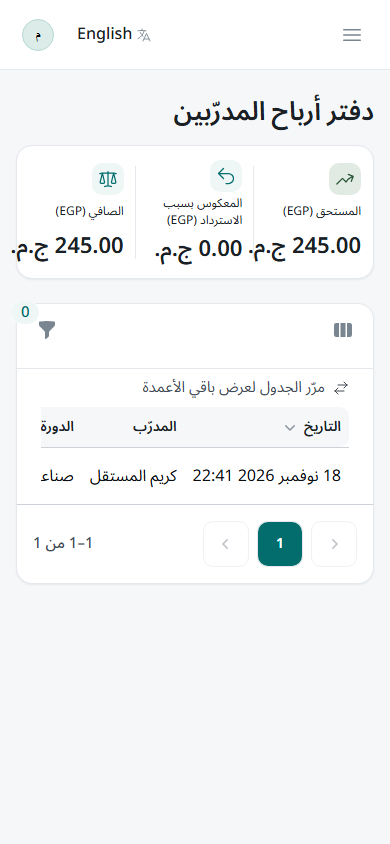 English
م
دفتر أرباح المدرّبين
المستحق (EGP)
245.00 ج.م.
المعكوس بسبب
الاسترداد (EGP)
0.00 ج.م.
الصافي (EGP)
245.00 ج.م.
0
مرّر الجدول لعرض باقي الأعمدة
التاريخ المدرّب الدورة
18 نوفمبر 2026 22:41 كريم المستقل صناع
1
1–1 من 1